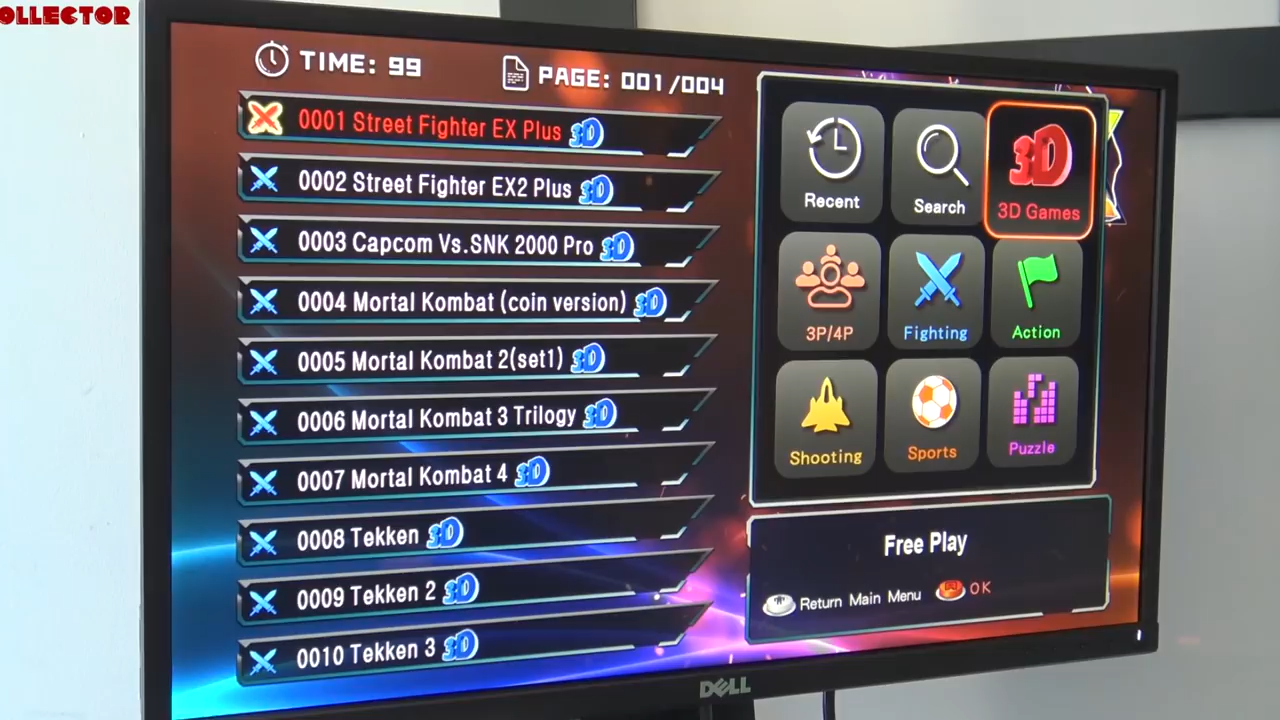 OLLECTOR
TIME: 99
PAGE: 001/004
0001 Street Fighter EX Plus 3D
0002 Street Fighter EX2 Plus 3D
0003 Capcom Vs.SNK 2000 Pro 3D
0004 Mortal Kombat (coin version) 3D
0005 Mortal Kombat 2(set1) 3D
0006 Mortal Kombat 3 Trilogy 3D
0007 Mortal Kombat 4 3D
0008 Tekken 3D
0009 Tekken 2 3D
0010 Tekken 3 3D
Recent
Search
3D
3D Games
3P/4P
Fighting
Action
Shooting
Sports
Puzzle
Free Play
Return Main Menu
OK
DELL